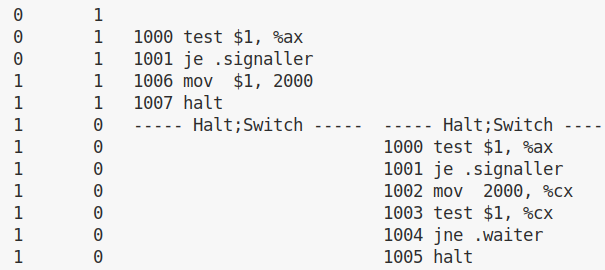 0 1
0 1 1000 test $1, %ax
0 1 1001 je .signaller
1 1 1006 mov $1, 2000
1 1 1007 halt
1 0 ----- Halt;Switch ----- ----- Halt;Switch ----
1 0 1000 test $1, %ax
1 0 1001 je .signaller
1 0 1002 mov 2000, %cx
1 0 1003 test $1, %cx
1 0 1004 jne .waiter
1 0 1005 halt